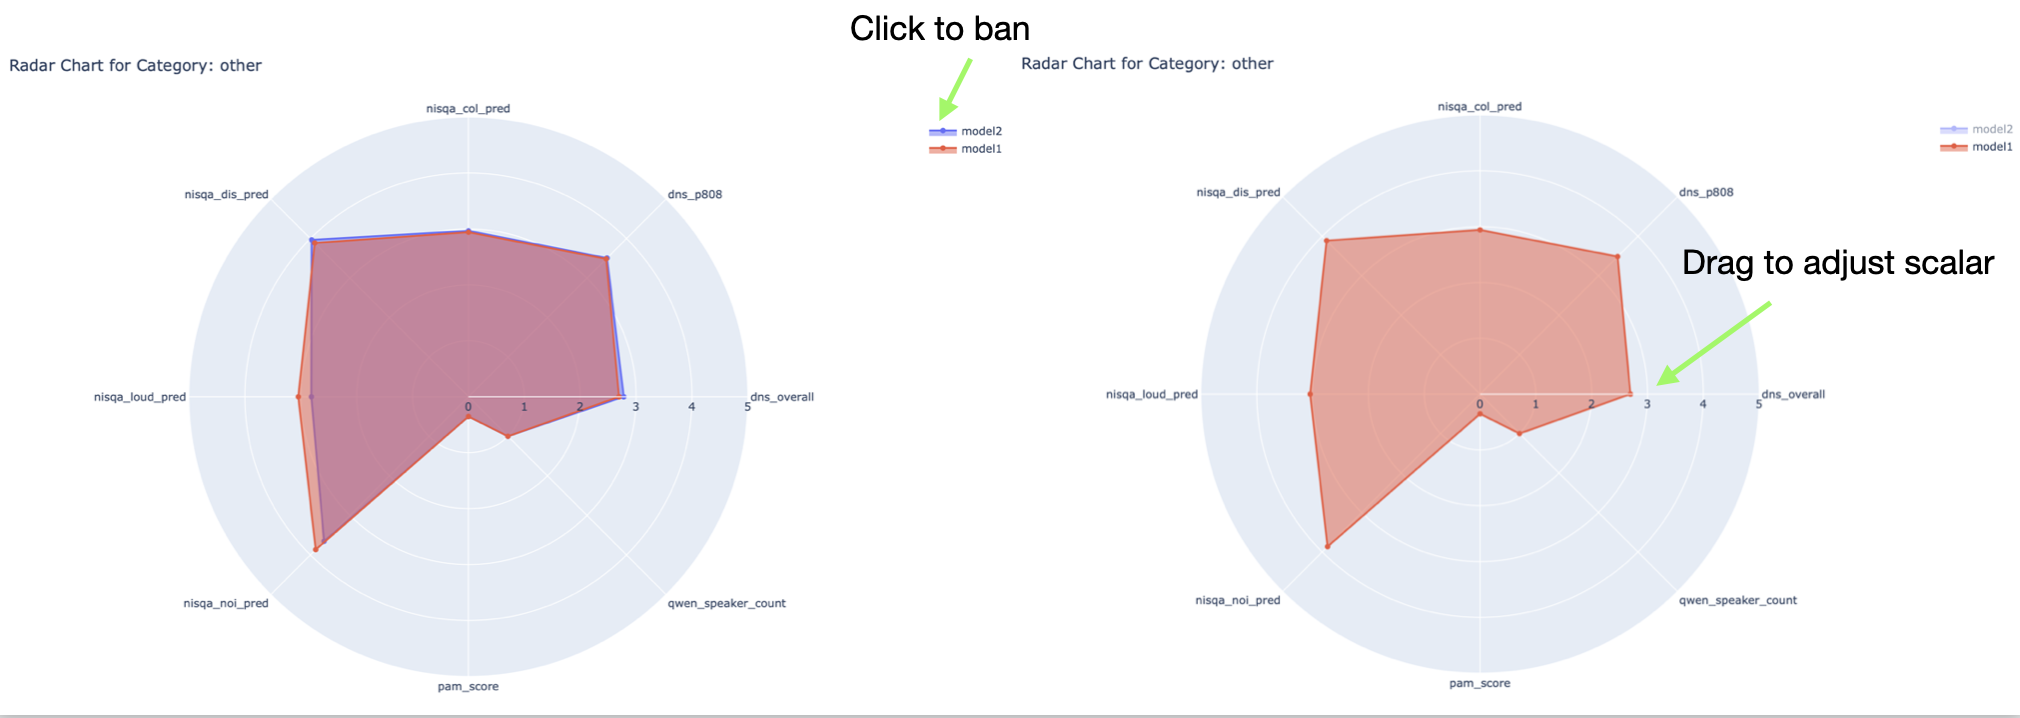 Click to ban
Radar Chart for Category: other
nisqa_col_pred
model2
model1
nisqa_dis_pred
dns_p808
nisqa_loud_pred
0 1 2 3 4 5
dns_overall
nisqa_noi_pred
qwen_speaker_count
pam_score
Radar Chart for Category: other
nisqa_col_pred
model2
model1
nisqa_dis_pred
dns_p808
Drag to adjust scalar
nisqa_loud_pred
0 1 2 3 4 5
dns_overall
nisqa_noi_pred
qwen_speaker_count
pam_score